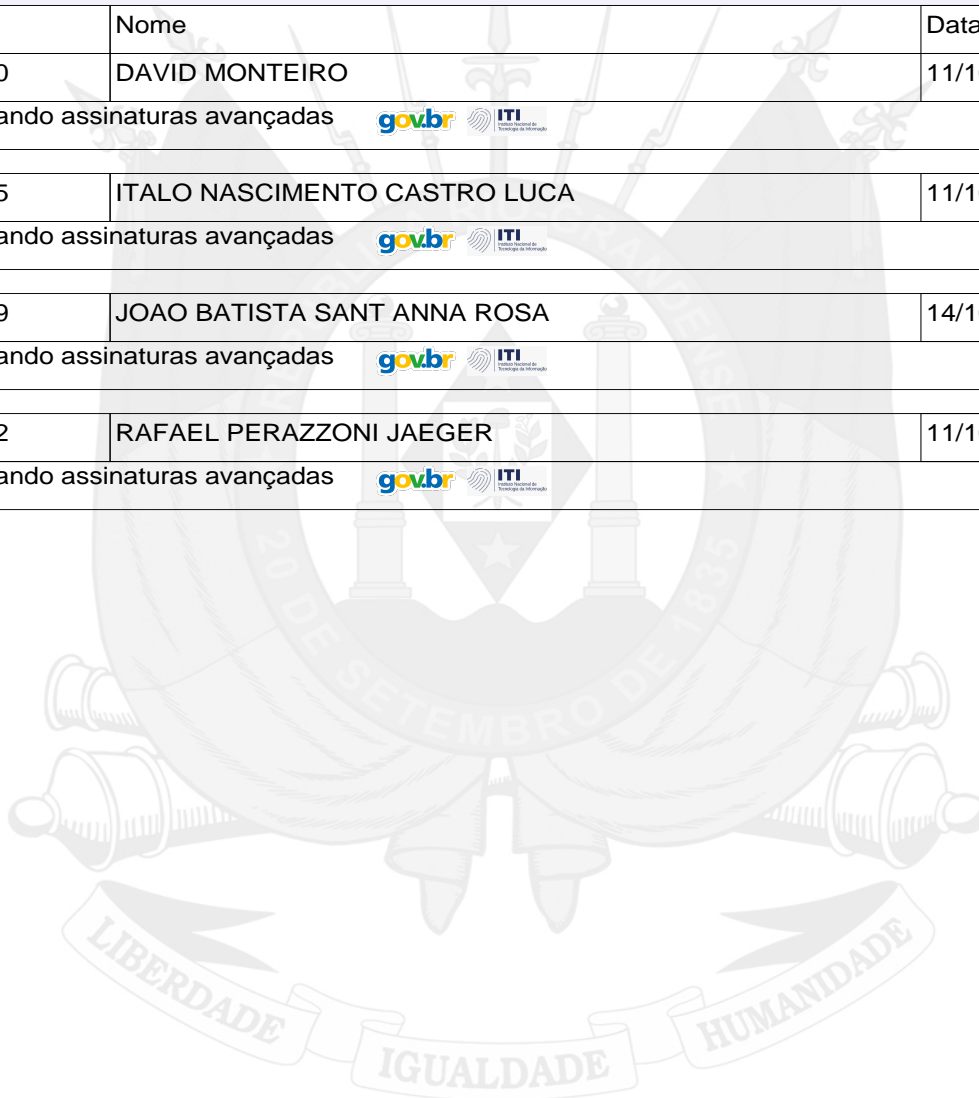 Nome Data
0 DAVID MONTEIRO 11/1
ando assinaturas avançadas gov.br ITI
5 ITALO NASCIMENTO CASTRO LUCA 11/1
ando assinaturas avançadas gov.br ITI
9 JOAO BATISTA SANT ANNA ROSA 14/1
ando assinaturas avançadas gov.br ITI
2 RAFAEL PERAZZONI JAEGER 11/1
ando assinaturas avançadas gov.br ITI
20 DE SETEMBRO DE 1835
LIBERDADE IGUALDADE HUMANIDADE